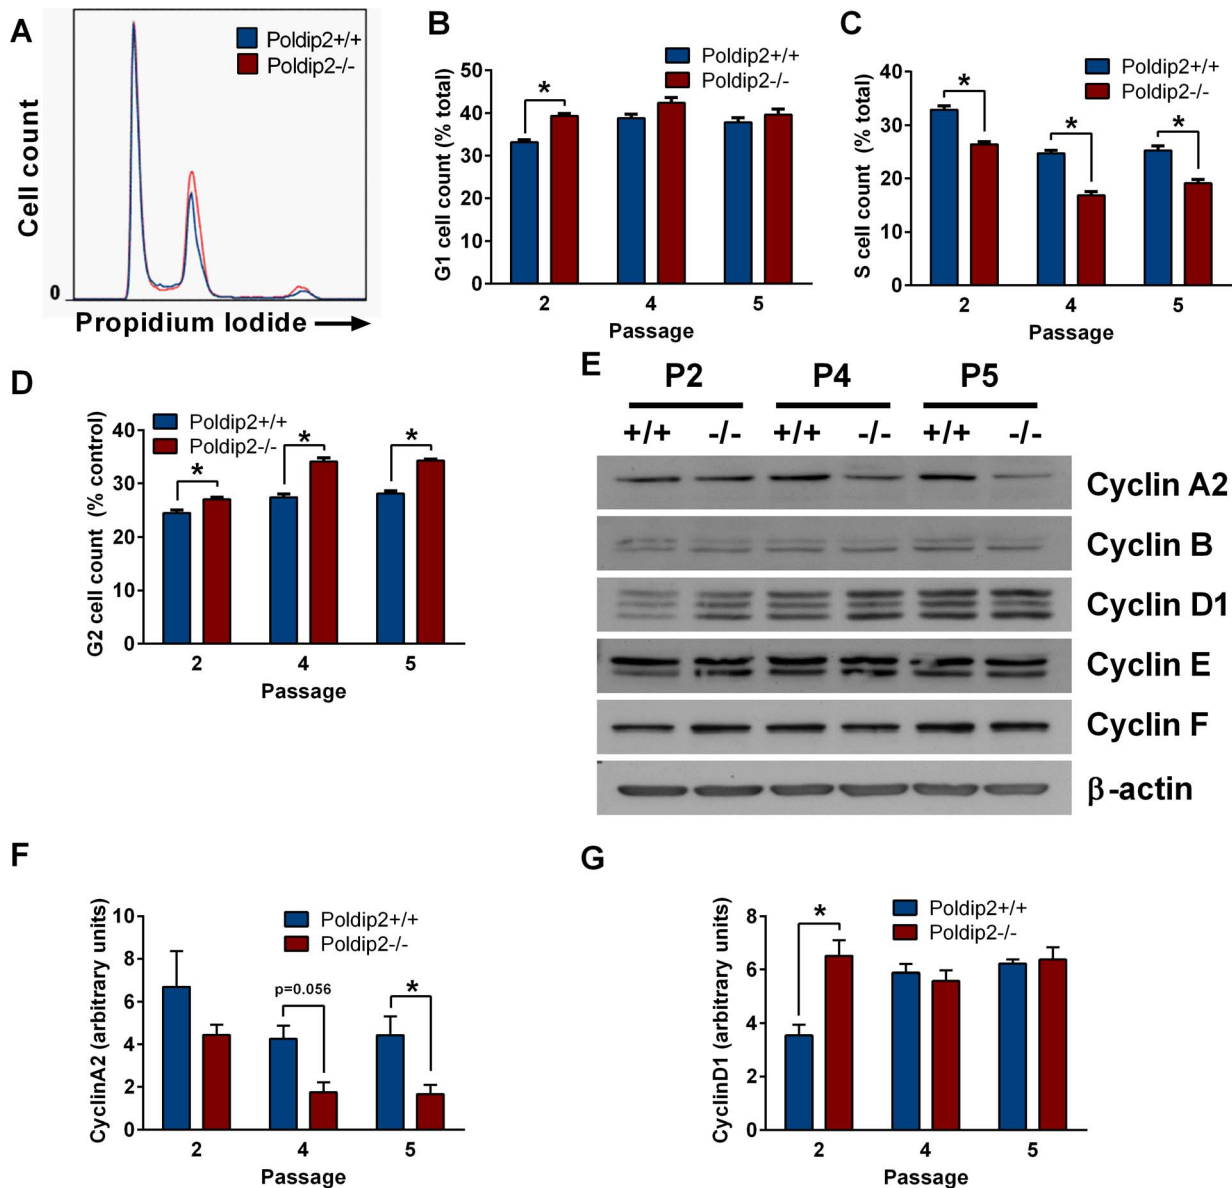 A
Cell count
0
Propidium Iodide
Poldip2+/+
Poldip2-/-
B
G1 cell count (% total)
50
40
30
20
10
0
Poldip2+/+
Poldip2-/-
*
2 4 5
Passage
C
S cell count (% total)
40
30
20
10
0
Poldip2+/+
Poldip2-/-
* * *
2 4 5
Passage
D
G2 cell count (% control)
40
30
20
10
0
Poldip2+/+
Poldip2-/-
* * *
2 4 5
Passage
E
P2 P4 P5
+/+ -/- +/+ -/- +/+ -/-
Cyclin A2
Cyclin B
Cyclin D1
Cyclin E
Cyclin F
β-actin
F
CyclinA2 (arbitrary units)
10
8
6
4
2
0
Poldip2+/+
Poldip2-/-
p=0.056
*
2 4 5
Passage
G
CyclinD1 (arbitrary units)
8
6
4
2
0
Poldip2+/+
Poldip2-/-
*
2 4 5
Passage